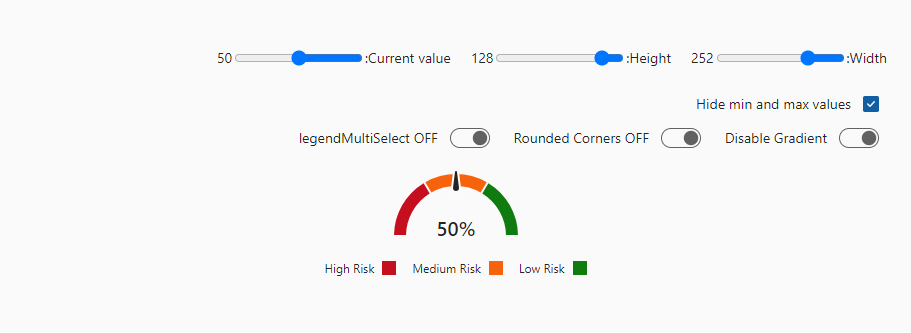 Width: 252 Height: 128 Current value: 50
Hide min and max values
Disable Gradient Rounded Corners OFF legendMultiSelect OFF
50%
Low Risk Medium Risk High Risk